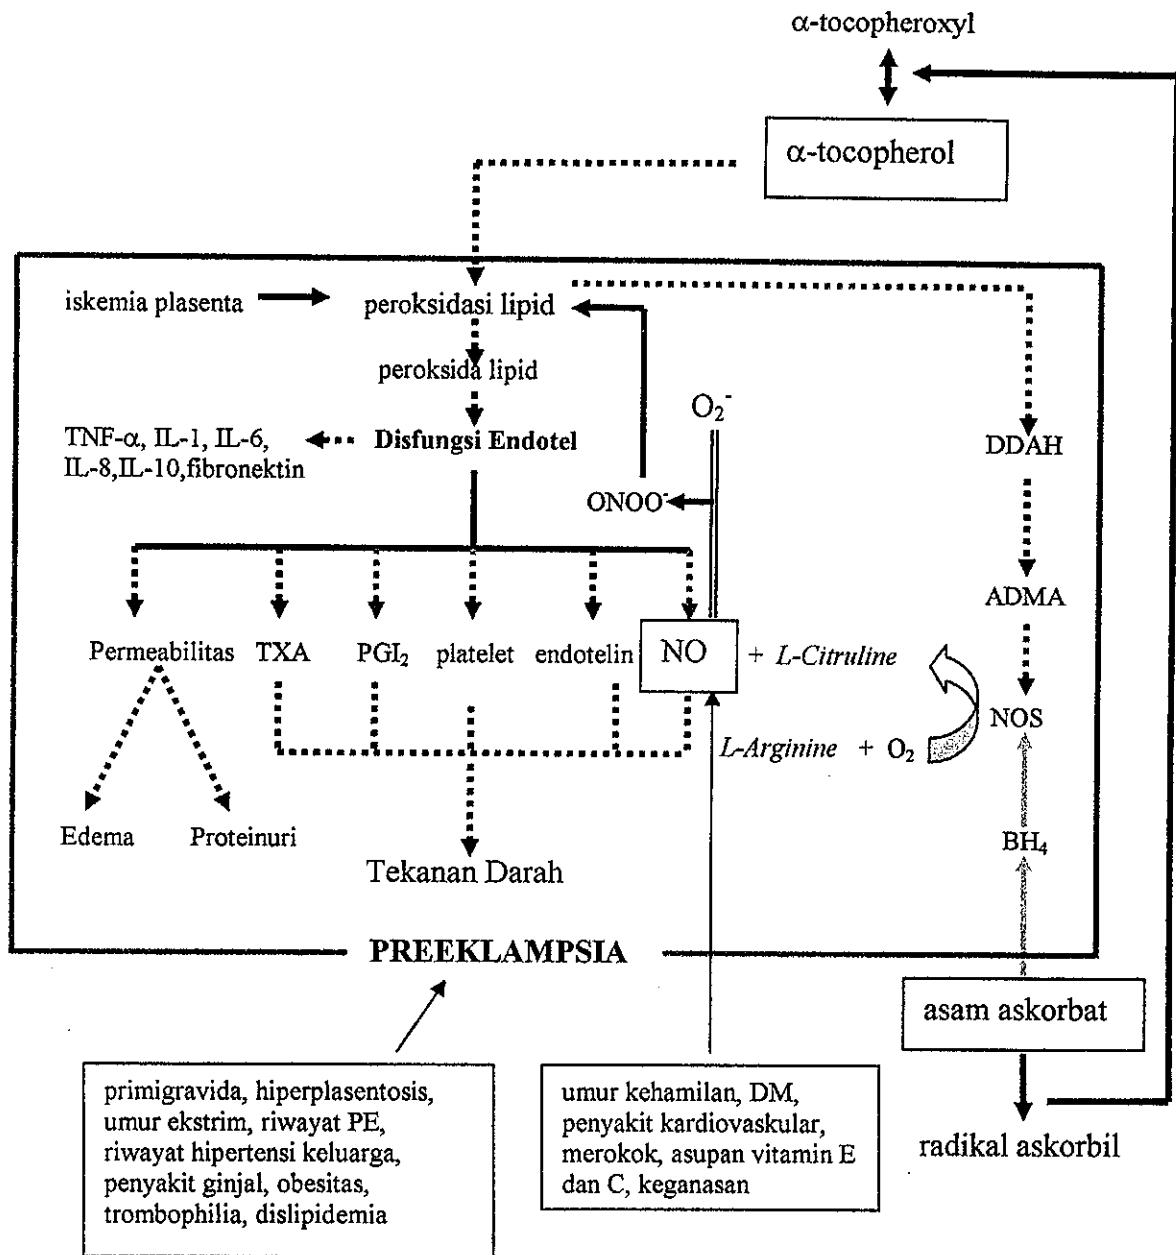 α-tocopheroxyl
α-tocopherol
iskemia plasenta
peroksidasi lipid
peroksida lipid
O₂⁻
TNF-α, IL-1, IL-6,
IL-8,IL-10,fibronektin
Disfungsi Endotel
DDAH
ONOO⁻
ADMA
Permeabilitas
TXA
PGI₂
platelet
endotelin
NO
+ L-Citruline
NOS
L-Arginine + O₂
Edema
Proteinuri
BH₄
Tekanan Darah
PREEKLAMPSIA
asam askorbat
primigravida, hiperplasentosis,
umur ekstrim, riwayat PE,
riwayat hipertensi keluarga,
penyakit ginjal, obesitas,
trombophilia, dislipidemia
umur kehamilan, DM,
penyakit kardiovaskular,
merokok, asupan vitamin E
dan C, keganasan
radikal askorbil